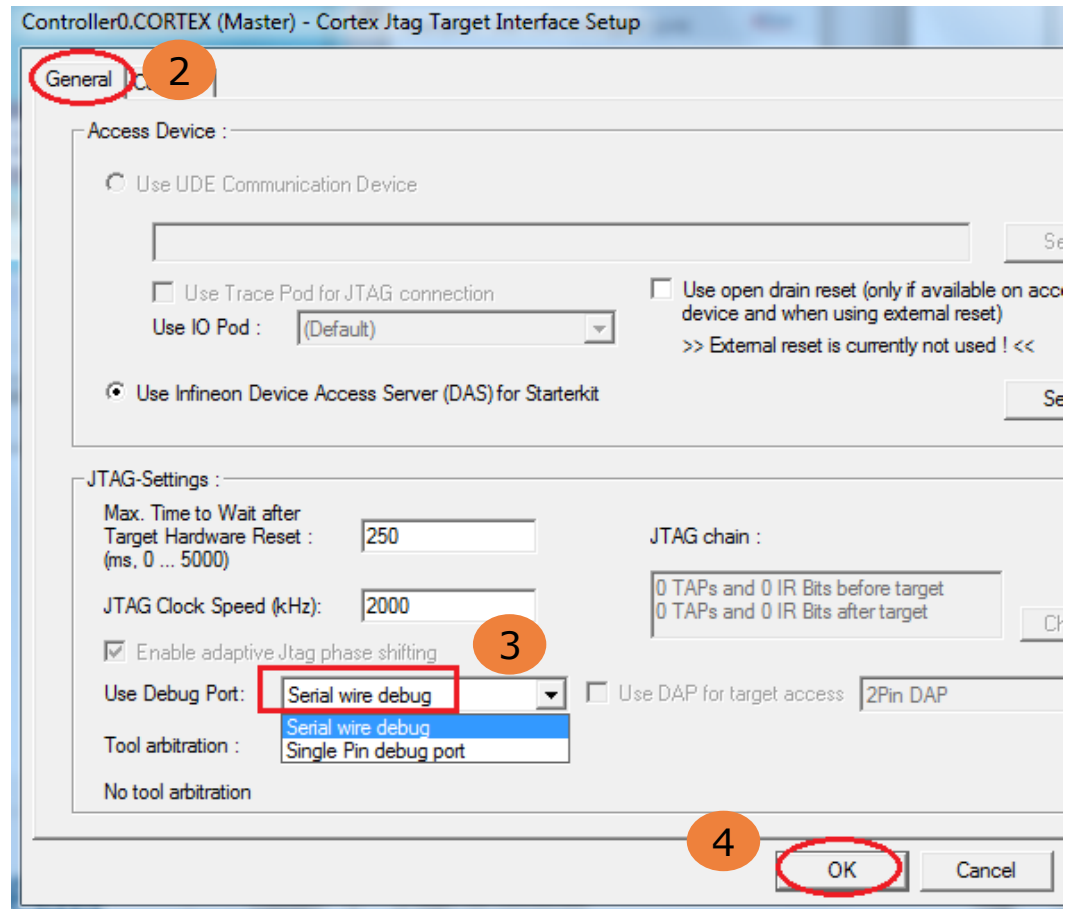 Controller0.CORTEX (Master) - Cortex Jtag Target Interface Setup
General
2
Access Device :
Use UDE Communication Device
Use Trace Pod for JTAG connection
Use IO Pod :
(Default)
Use open drain reset (only if available on
device and when using external reset)
>> External reset is currently not used ! <<
Use Infineon Device Access Server (DAS) for Starterkit
JTAG-Settings :
Max. Time to Wait after
Target Hardware Reset :
(ms, 0 ... 5000)
250
JTAG chain :
0 TAPs and 0 IR Bits before target
0 TAPs and 0 IR Bits after target
JTAG Clock Speed (kHz):
2000
Enable adaptive Jtag phase shifting
3
Use Debug Port:
Serial wire debug
Use DAP for target access
2Pin DAP
Serial wire debug
Single Pin debug port
Tool arbitration :
No tool arbitration
4
OK
Cancel